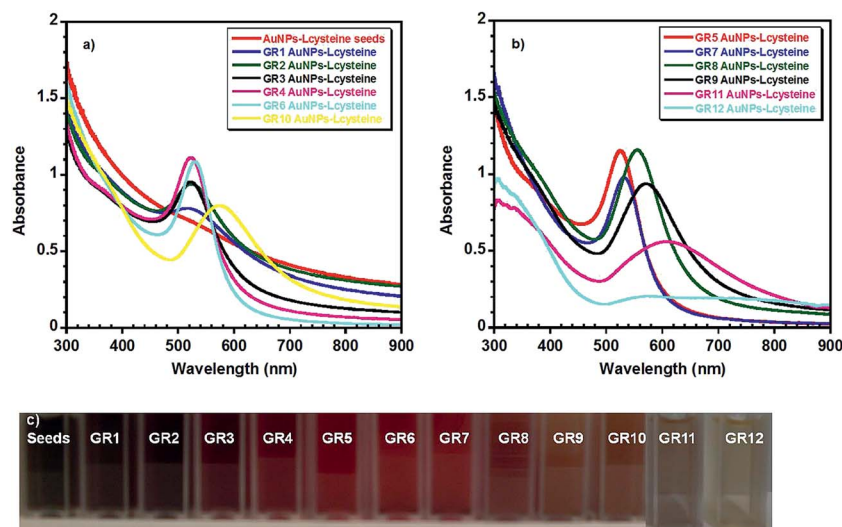 a)
AuNPs-Lcysteine seeds
GR1 AuNPs-Lcysteine
GR2 AuNPs-Lcysteine
GR3 AuNPs-Lcysteine
GR4 AuNPs-Lcysteine
GR6 AuNPs-Lcysteine
GR10 AuNPs-Lcysteine
Absorbance
2
1.5
1
0.5
0
300 400 500 600 700 800 900
Wavelength (nm)
b)
GR5 AuNPs-Lcysteine
GR7 AuNPs-Lcysteine
GR8 AuNPs-Lcysteine
GR9 AuNPs-Lcysteine
GR11 AuNPs-Lcysteine
GR12 AuNPs-Lcysteine
Absorbance
2
1.5
1
0.5
0
300 400 500 600 700 800 900
Wavelength (nm)
c)
Seeds GR1 GR2 GR3 GR4 GR5 GR6 GR7 GR8 GR9 GR10 GR11 GR12